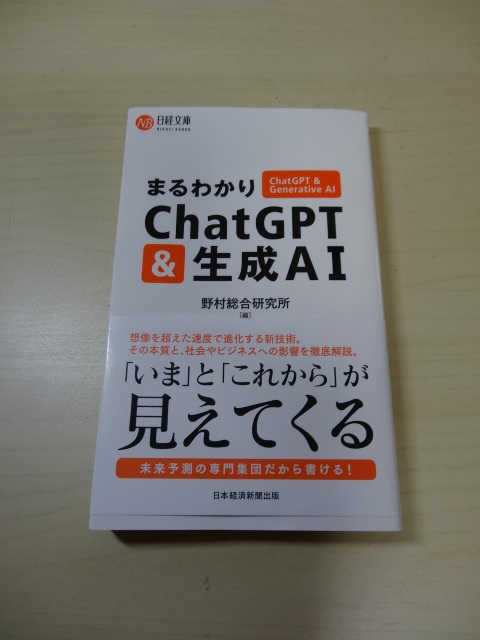 NB 日経文庫
NIKKEI BUNKO
まるわかり
ChatGPT &
Generative AI
ChatGPT
&生成AI
野村総合研究所
[編]
想像を超えた速度で進化する新技術。
その本質と、社会やビジネスへの影響を徹底解説。
「いま」と「これから」が
見えてくる
未来予測の専門集団だから書ける!
日本経済新聞出版